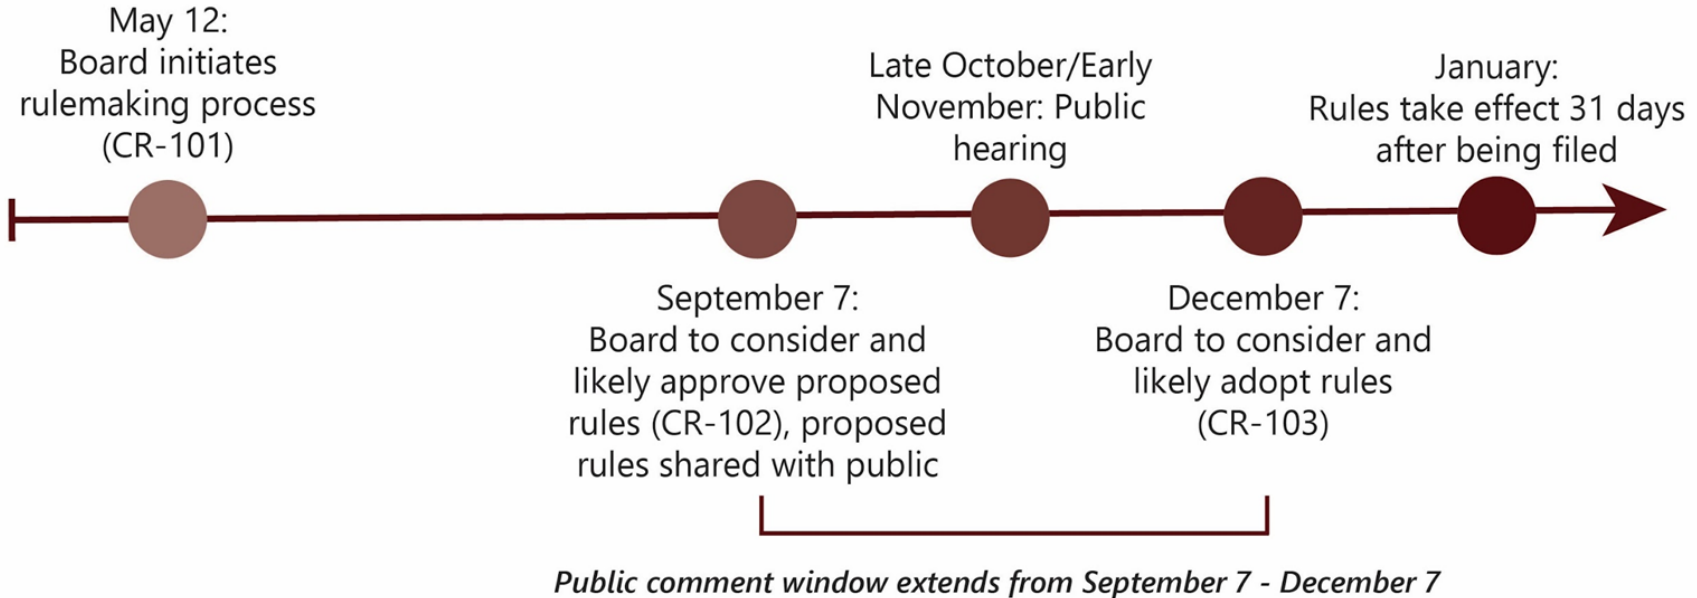 May 12:
Board initiates
rulemaking process
(CR-101)
September 7:
Board to consider and
likely approve proposed
rules (CR-102), proposed
rules shared with public
Late October/Early
November: Public
hearing
December 7:
Board to consider and
likely adopt rules
(CR-103)
January:
Rules take effect 31 days
after being filed
Public comment window extends from September 7 - December 7